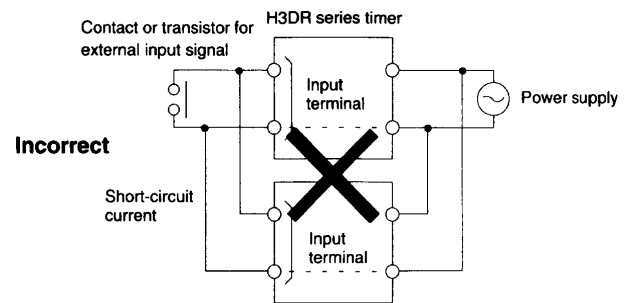 H3DR series timer
Contact or transistor for
external input signal
Input
terminal
Power supply
Incorrect
Short-circuit
current
Input
terminal